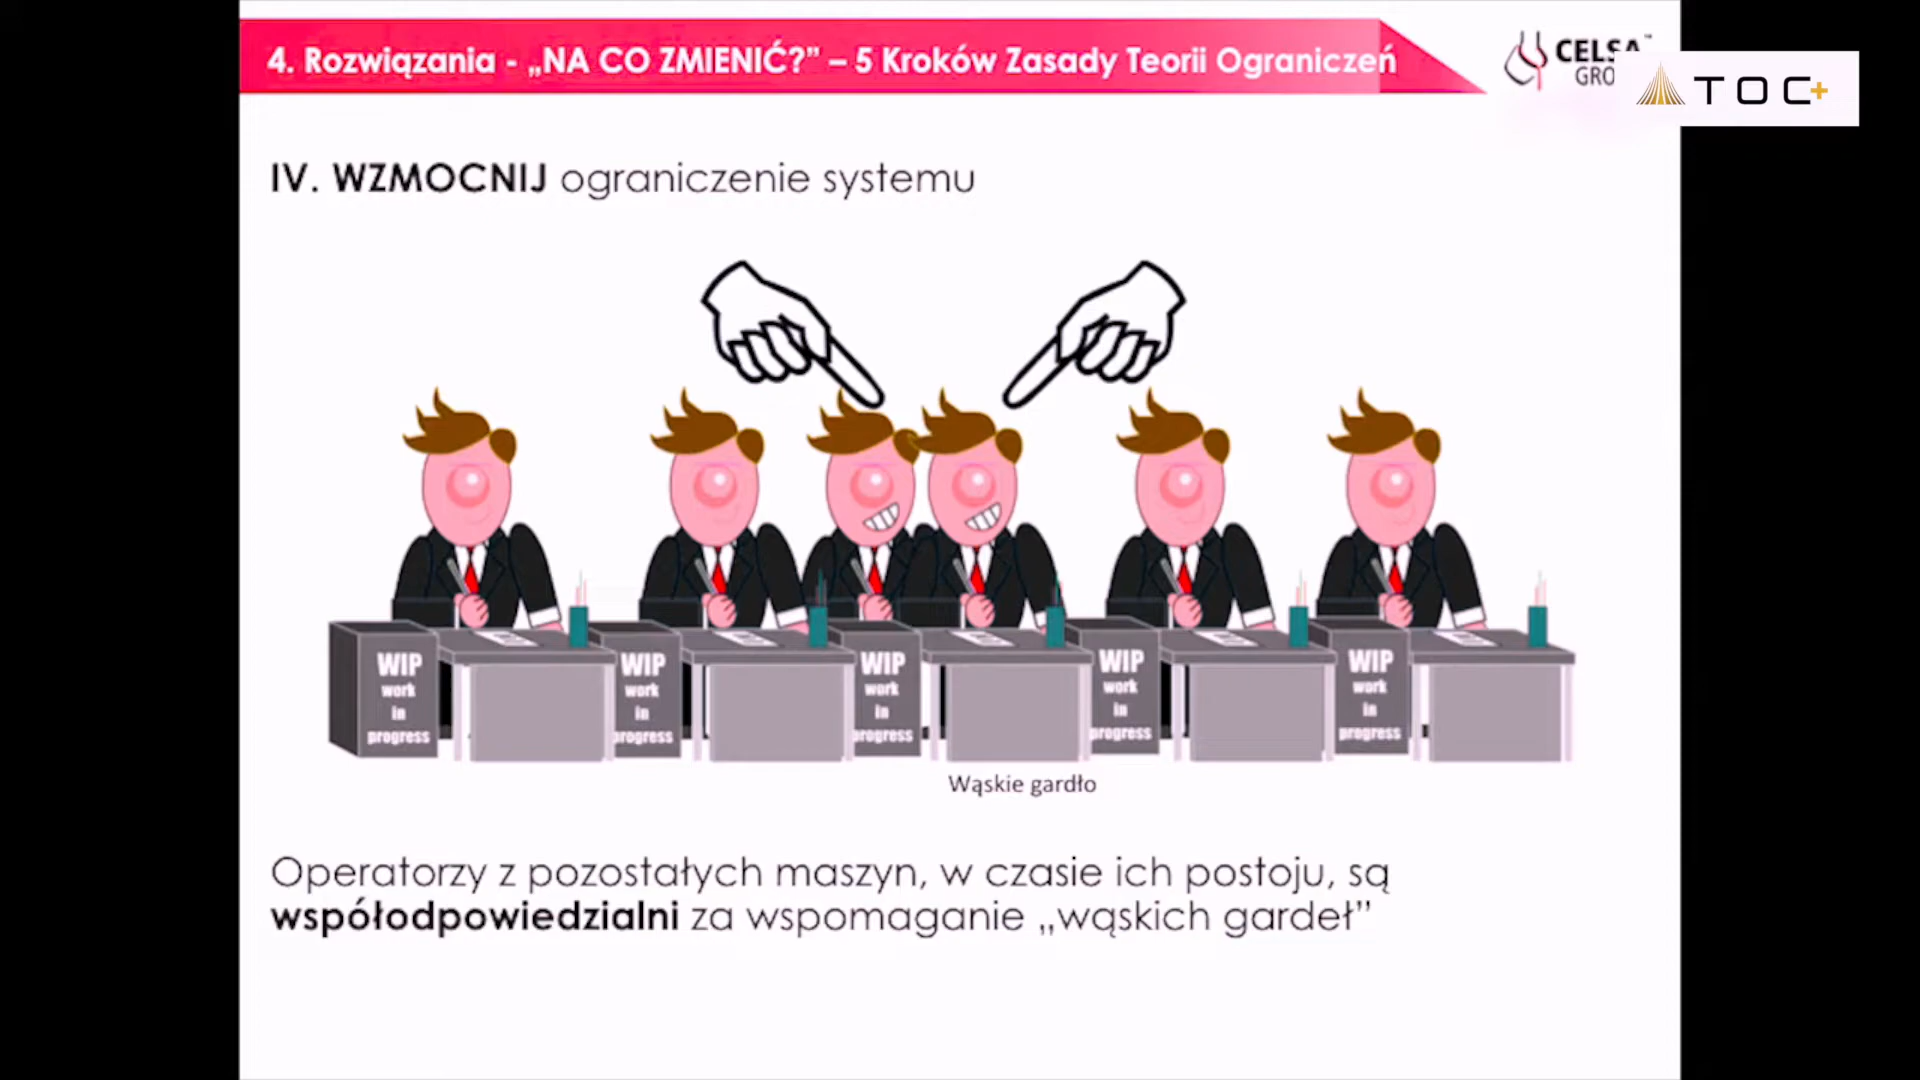 4. Rozwiązania - „NA CO ZMIENIĆ?” – 5 Kroków Zasady Teorii Ograniczeń
CELSA™
GRO
TOC+
IV. WZMOCNIJ ograniczenie systemu
WIP
work
in
progress
WIP
work
in
progress
WIP
work
in
progress
WIP
work
in
progress
WIP
work
in
progress
Wąskie gardło
Operatorzy z pozostałych maszyn, w czasie ich postoju, są
współodpowiedzialni za wspomaganie „wąskich gardeł”